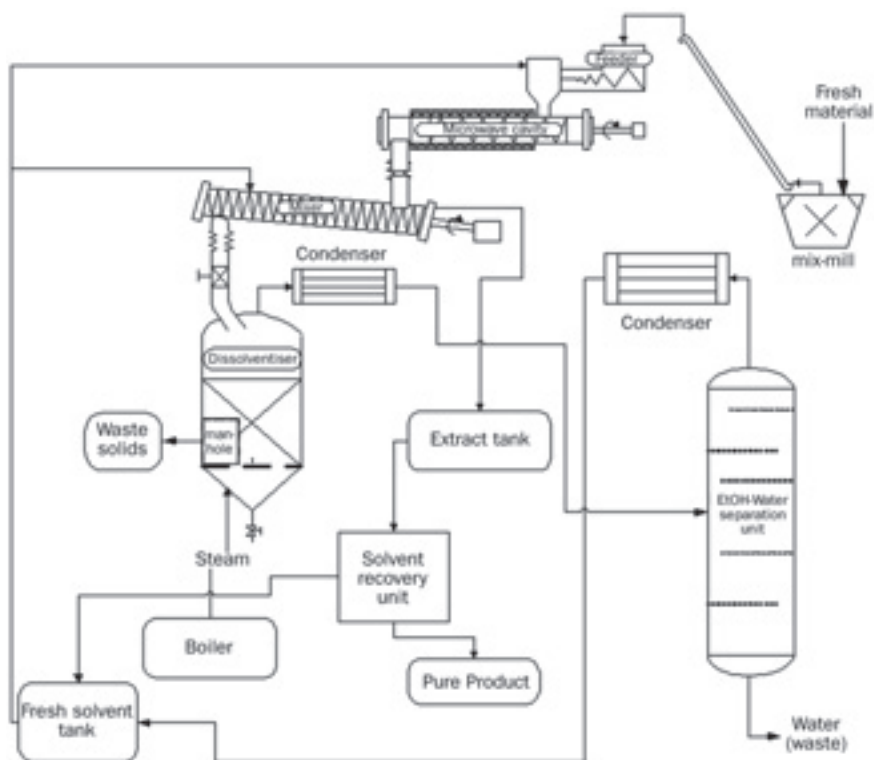 Feeder
Fresh
material
Microwave cavity
Mixer
mix-mill
Condenser
Condenser
Dissolventiser
Waste
solids
man-
hole
Extract tank
EtOH-Water
separation
unit
Steam
Solvent
recovery
unit
Boiler
Pure Product
Fresh solvent
tank
Water
(waste)